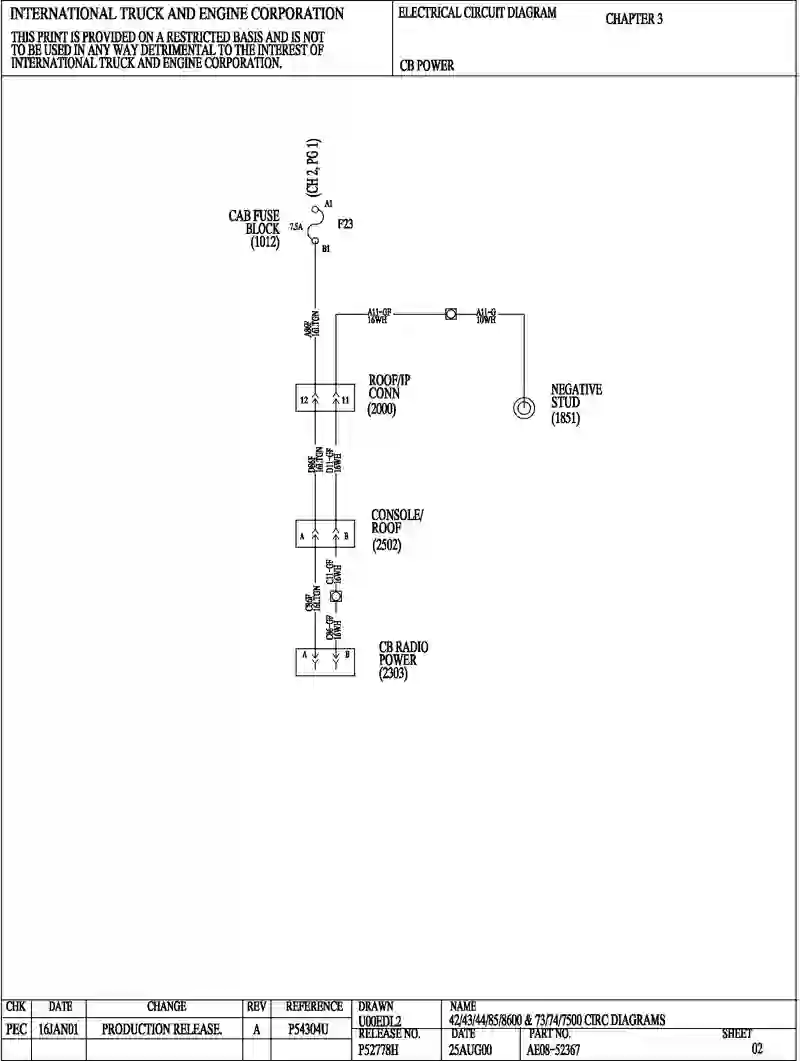 INTERNATIONAL TRUCK AND ENGINE CORPORATION
THIS PRINT IS PROVIDED ON A RESTRICTED BASIS AND IS NOT
TO BE USED IN ANY WAY DETRIMENTAL TO THE INTEREST OF
INTERNATIONAL TRUCK AND ENGINE CORPORATION.
ELECTRICAL CIRCUIT DIAGRAM
CHAPTER 3
CB POWER
(CH 2, PG 1)
CAB FUSE
BLOCK
(1012)
7.5A
A1
F23
B1
A86F
16LTGN
A11-GF
16WH
A11-G
10WH
ROOF/IP
CONN
(2000)
12
11
NEGATIVE
STUD
(1851)
D86F
16LTGN
D11-GF
16WH
CONSOLE/
ROOF
(2502)
A
B
C11-GF
16WH
C86F
16LTGN
C86-GF
16WH
CB RADIO
POWER
(2303)
A
B
CHK DATE CHANGE REV REFERENCE
PEC 16JAN01 PRODUCTION RELEASE. A P54304U
DRAWN
U00EDL2
NAME
42/43/44/85/8600 & 73/74/7500 CIRC DIAGRAMS
RELEASE NO. DATE PART NO. SHEET
P52778H 25AUG00 AE08-52367 02